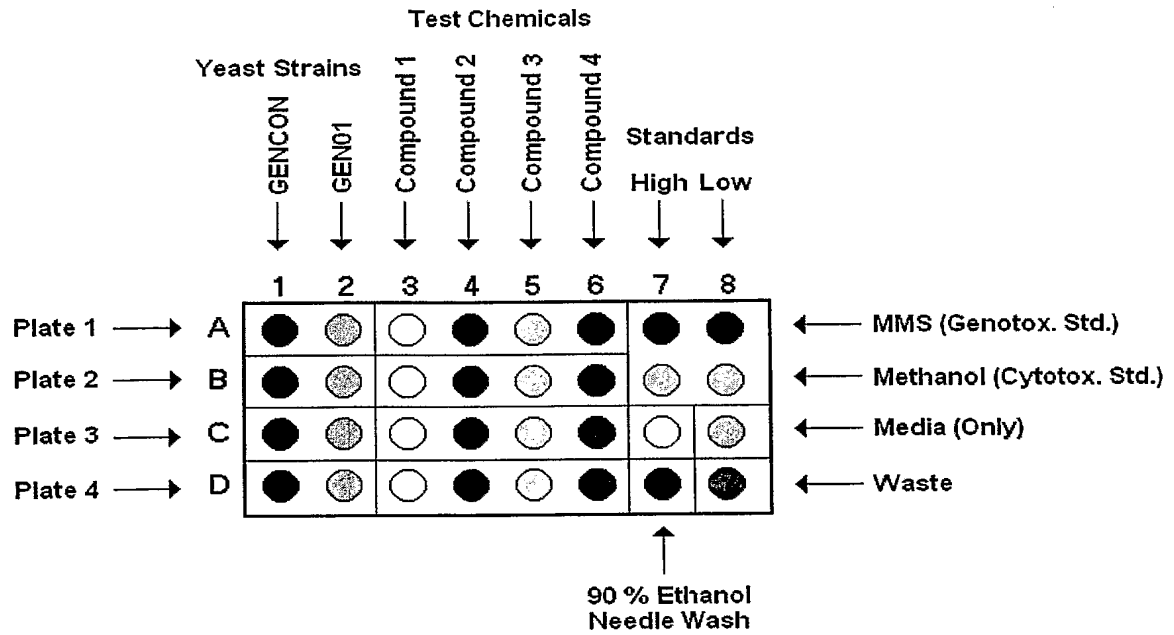 Test Chemicals
Yeast Strains
GENCON
GEN01
Compound 1
Compound 2
Compound 3
Compound 4
Standards
High Low
1 2 3 4 5 6 7 8
Plate 1 A MMS (Genotox. Std.)
Plate 2 B Methanol (Cytotox. Std.)
Plate 3 C Media (Only)
Plate 4 D Waste
90 % Ethanol
Needle Wash